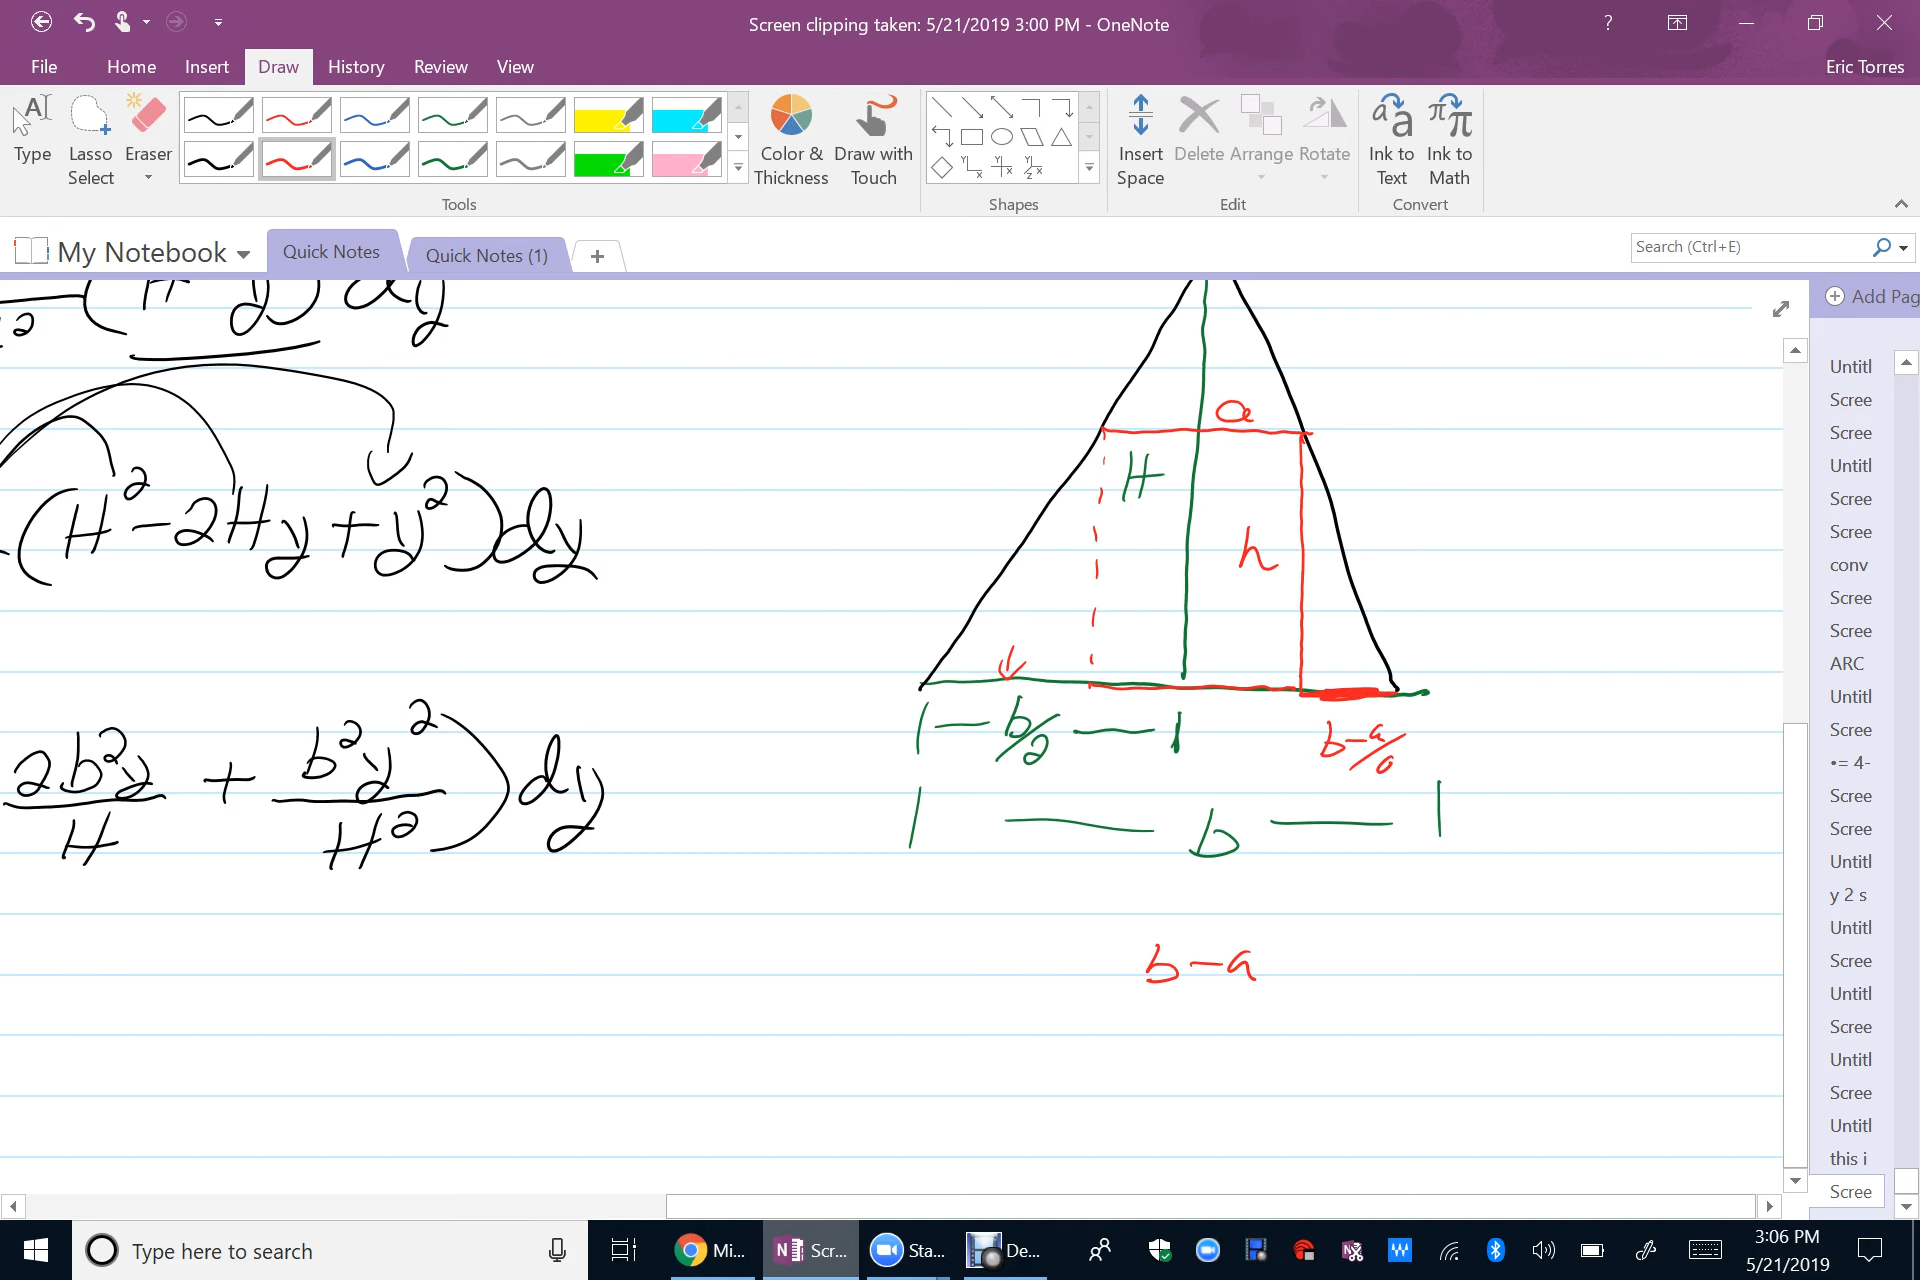 Screen clipping taken: 5/21/2019 3:00 PM - OneNote
?
File Home Insert Draw History Review View
Eric Torres
Type
Lasso Select
Eraser
Color & Thickness
Draw with Touch
Insert Space
Delete
Arrange
Rotate
Ink to Text
Ink to Math
Tools
Shapes
Edit
Convert
My Notebook
Quick Notes
Quick Notes (1)
+
Search (Ctrl+E)
Add Pag
(H y) dy
2
(H² - 2Hy + y²) dy
2b²y/H + b²y²/H²) dy
a
H
h
b/2
b-a/
b
b-a
Untitl
Scree
Scree
Untitl
Scree
Scree
conv
Scree
Scree
ARC
Untitl
Scree
•= 4-
Scree
Scree
Untitl
y 2 s
Untitl
Scree
Untitl
Scree
Untitl
Scree
Untitl
this i
Scree
Type here to search
Mi...
Scr...
Sta...
De...
3:06 PM
5/21/2019